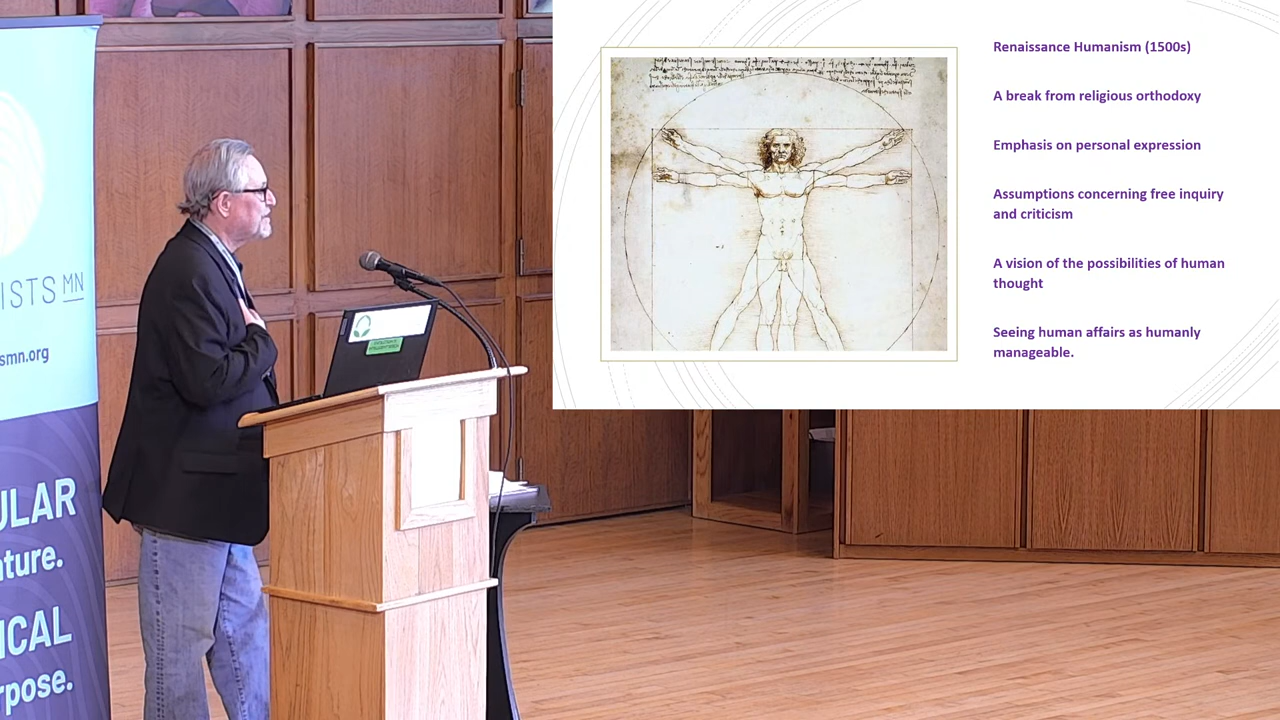 ISTS MN
smn.org
ULAR
ature.
ICAL
rpose.
Renaissance Humanism (1500s)
A break from religious orthodoxy
Emphasis on personal expression
Assumptions concerning free inquiry
and criticism
A vision of the possibilities of human
thought
Seeing human affairs as humanly
manageable.